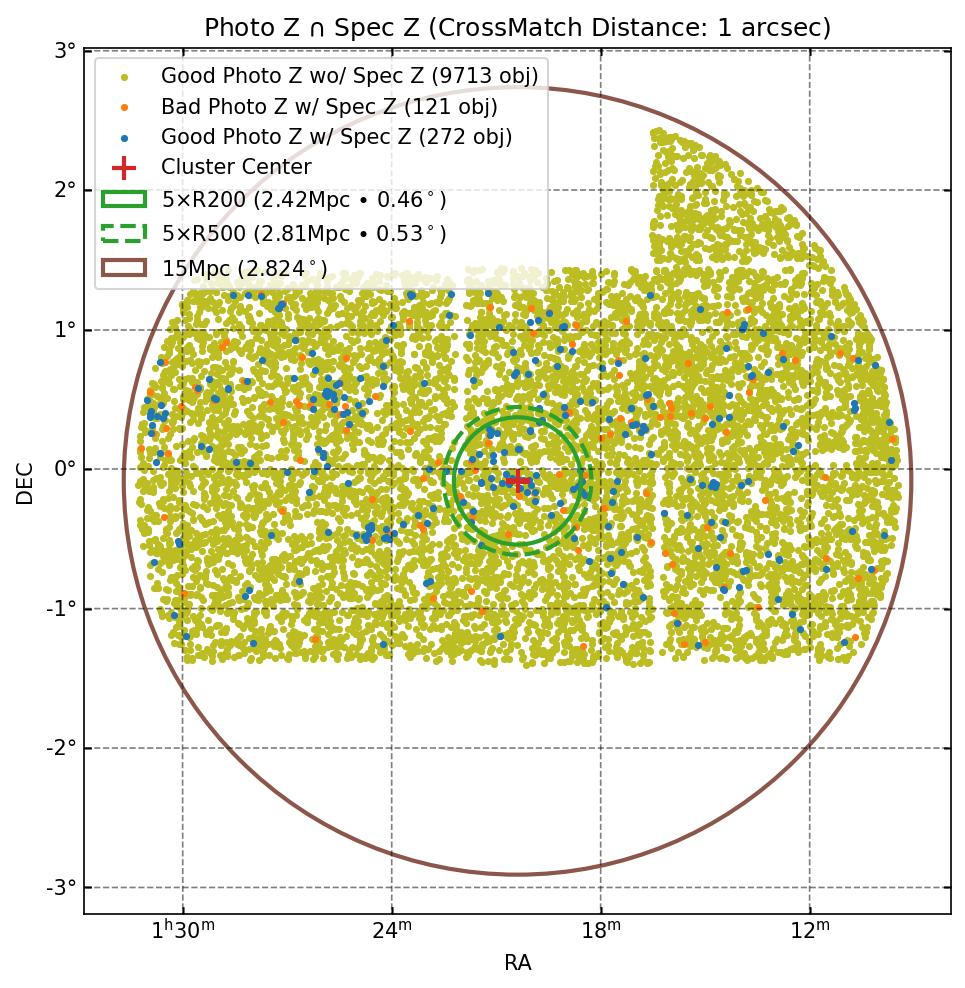 Photo Z ∩ Spec Z (CrossMatch Distance: 1 arcsec)
3°
Good Photo Z wo/ Spec Z (9713 obj)
Bad Photo Z w/ Spec Z (121 obj)
Good Photo Z w/ Spec Z (272 obj)
Cluster Center
5×R200 (2.42Mpc • 0.46°)
5×R500 (2.81Mpc • 0.53°)
15Mpc (2.824°)
2°
1°
0°
-1°
-2°
-3°
DEC
1ʰ30ᵐ 24ᵐ 18ᵐ 12ᵐ
RA